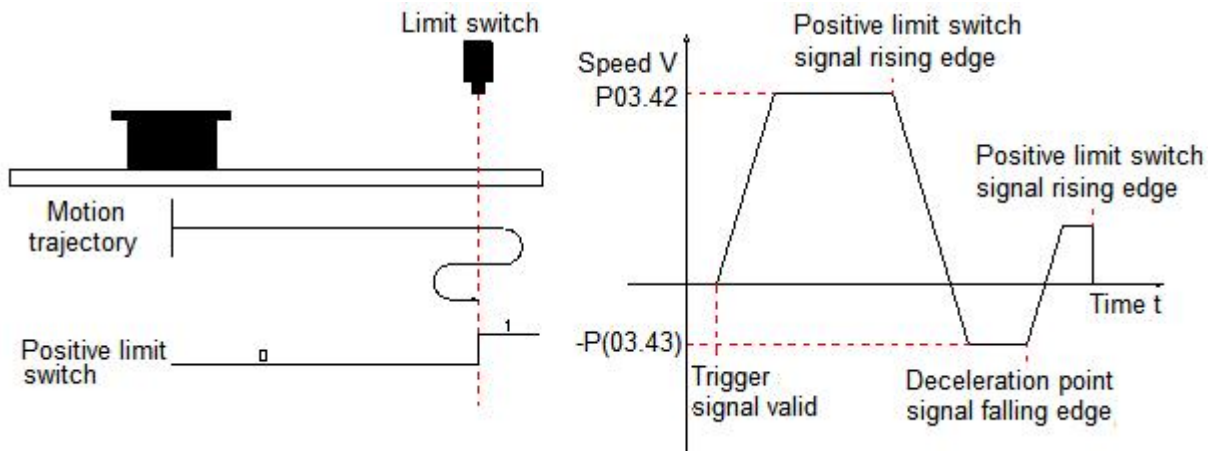 Limit switch
Motion
trajectory
0
1
Positive limit
switch
Positive limit switch
signal rising edge
Speed V
P03.42
Positive limit switch
signal rising edge
Time t
-P(03.43)
Trigger
signal valid
Deceleration point
signal falling edge